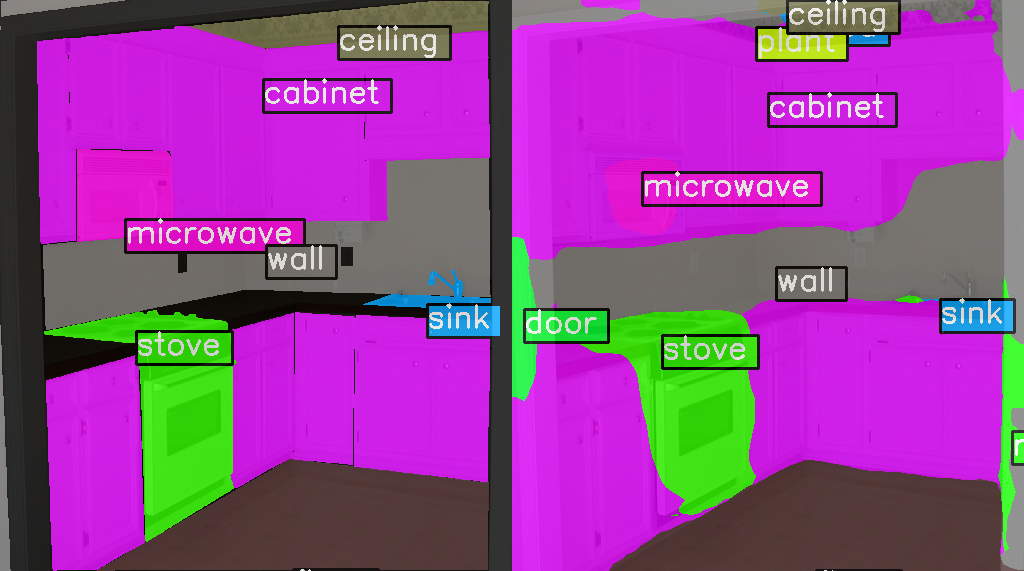 ceiling
cabinet
microwave
wall
sink
stove
ceiling
plant
cabinet
microwave
wall
sink
door
stove